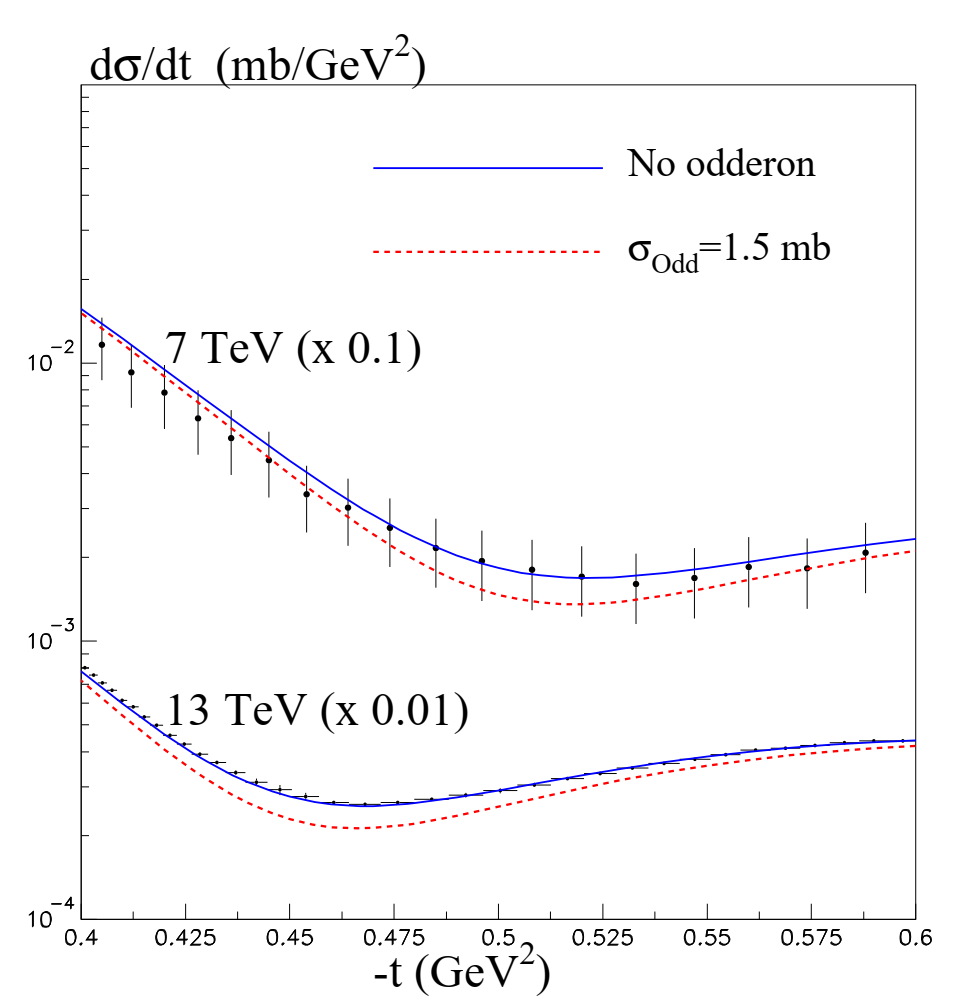 dσ/dt (mb/GeV²)
No odderon
σ_Odd=1.5 mb
7 TeV (x 0.1)
10⁻²
10⁻³
13 TeV (x 0.01)
10⁻⁴
0.4 0.425 0.45 0.475 0.5 0.525 0.55 0.575 0.6
-t (GeV²)